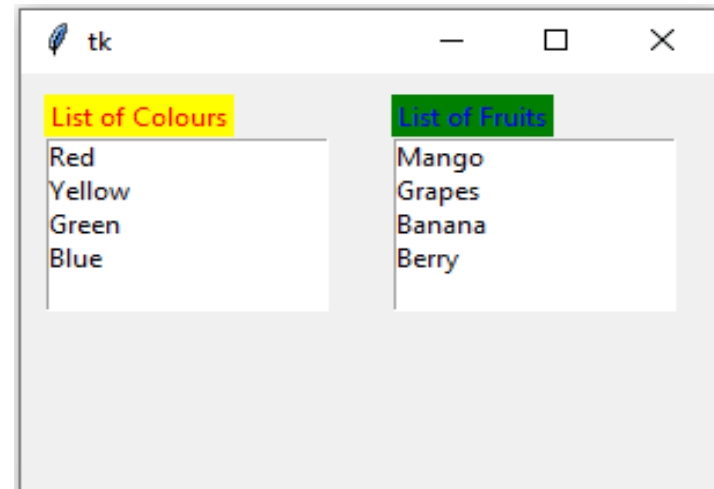 tk
List of Colours
Red
Yellow
Green
Blue
List of Fruits
Mango
Grapes
Banana
Berry